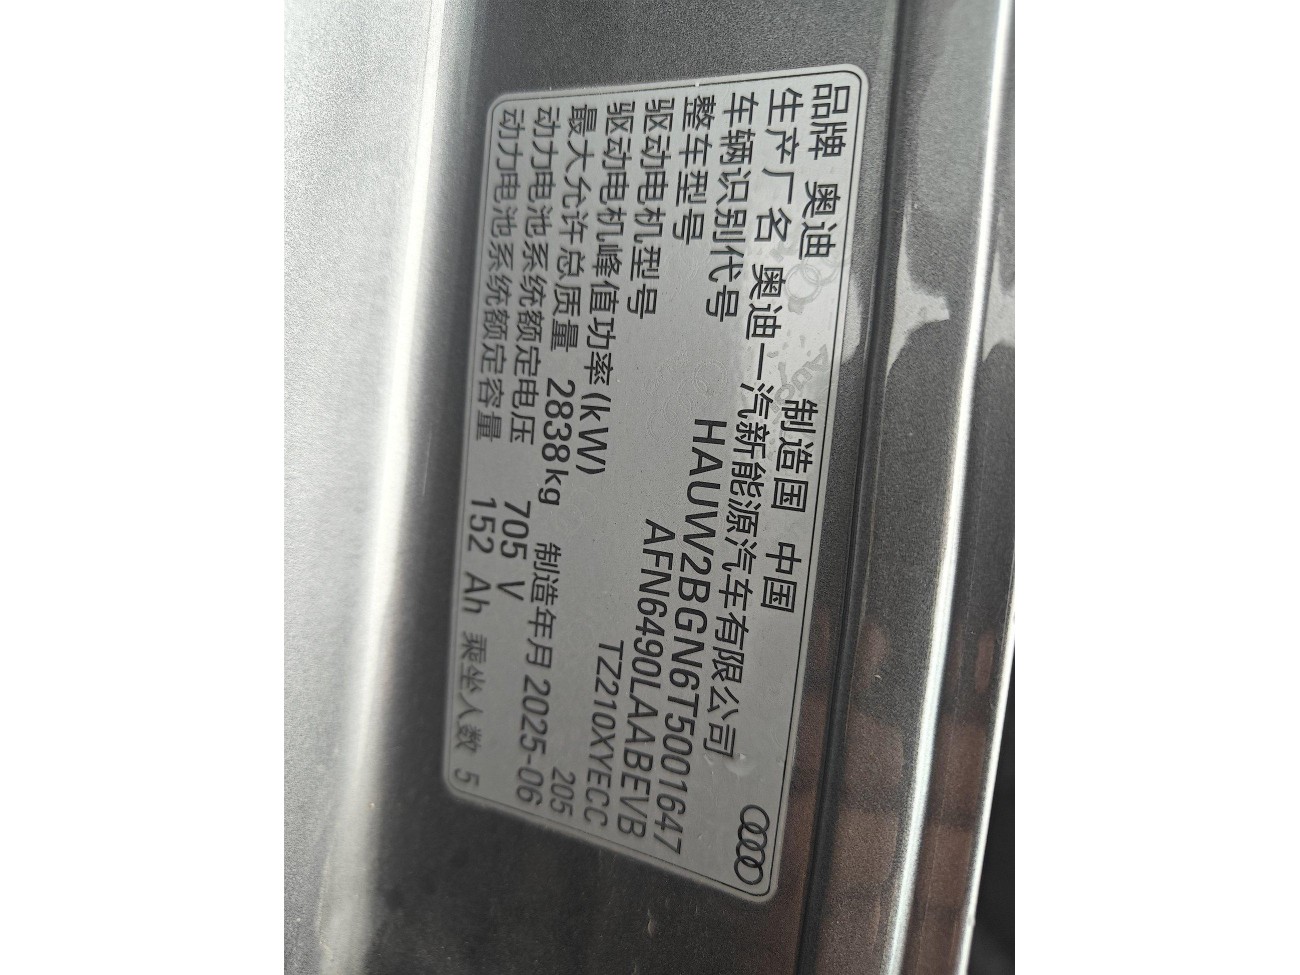 品牌 奥迪 制造国 中国
生产厂名 奥迪一汽新能源汽车有限公司
车辆识别代号 HAUW2BGN6T5001647
整车型号 AFN6490LAABEVB
驱动电机型号 TZ210XYECC
驱动电机峰值功率(kW) 205
最大允许总质量 2838kg 制造年月 2025-06
动力电池系统额定电压 705 V
动力电池系统额定容量 152 Ah 乘坐人数 5